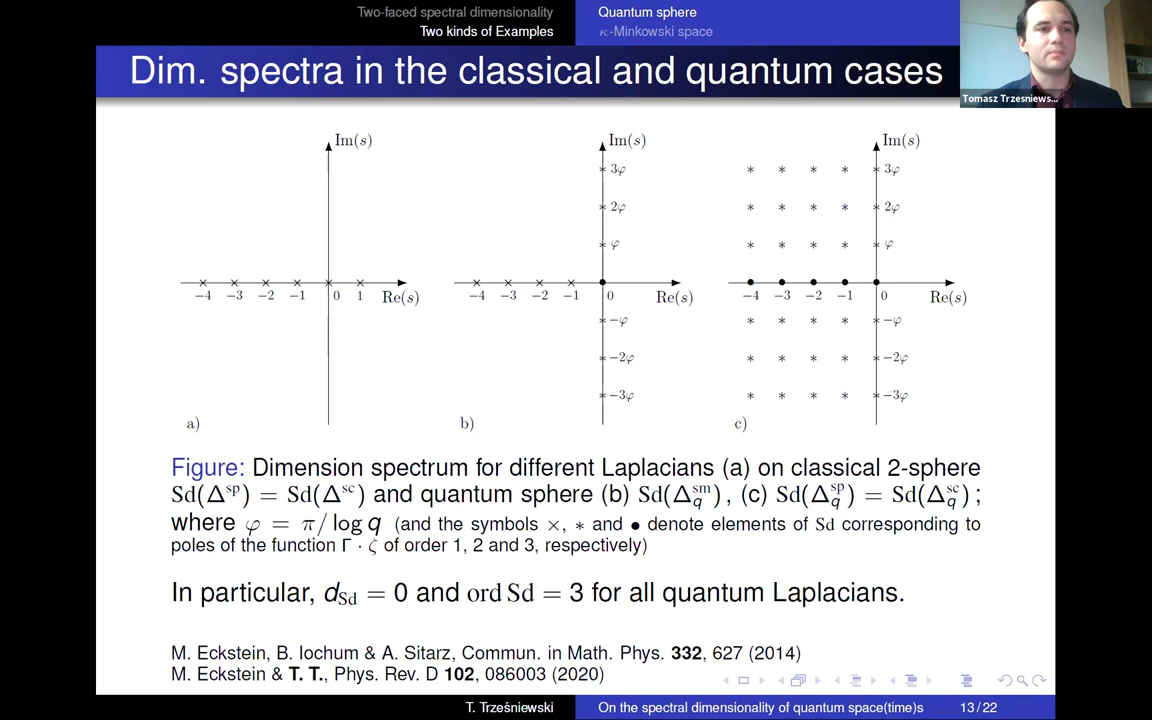 Two-faced spectral dimensionality
Two kinds of Examples
Quantum sphere
κ-Minkowski space
Dim. spectra in the classical and quantum cases
Tomasz Trzesniews...
Im(s)
−4 −3 −2 −1 0 1 Re(s)
a)
Im(s)
3φ
2φ
φ
−4 −3 −2 −1 0 Re(s)
−φ
−2φ
−3φ
b)
Im(s)
3φ
2φ
φ
−4 −3 −2 −1 0 Re(s)
−φ
−2φ
−3φ
c)
Figure: Dimension spectrum for different Laplacians (a) on classical 2-sphere
Sd(Δ^sp) = Sd(Δ^sc) and quantum sphere (b) Sd(Δ_q^sm), (c) Sd(Δ_q^sp) = Sd(Δ_q^sc);
where φ = π/ log q (and the symbols ×, * and • denote elements of Sd corresponding to
poles of the function Γ · ζ of order 1, 2 and 3, respectively)
In particular, d_Sd = 0 and ord Sd = 3 for all quantum Laplacians.
M. Eckstein, B. Iochum & A. Sitarz, Commun. in Math. Phys. 332, 627 (2014)
M. Eckstein & T. T., Phys. Rev. D 102, 086003 (2020)
T. Trześniewski
On the spectral dimensionality of quantum space(time)s
13 / 22